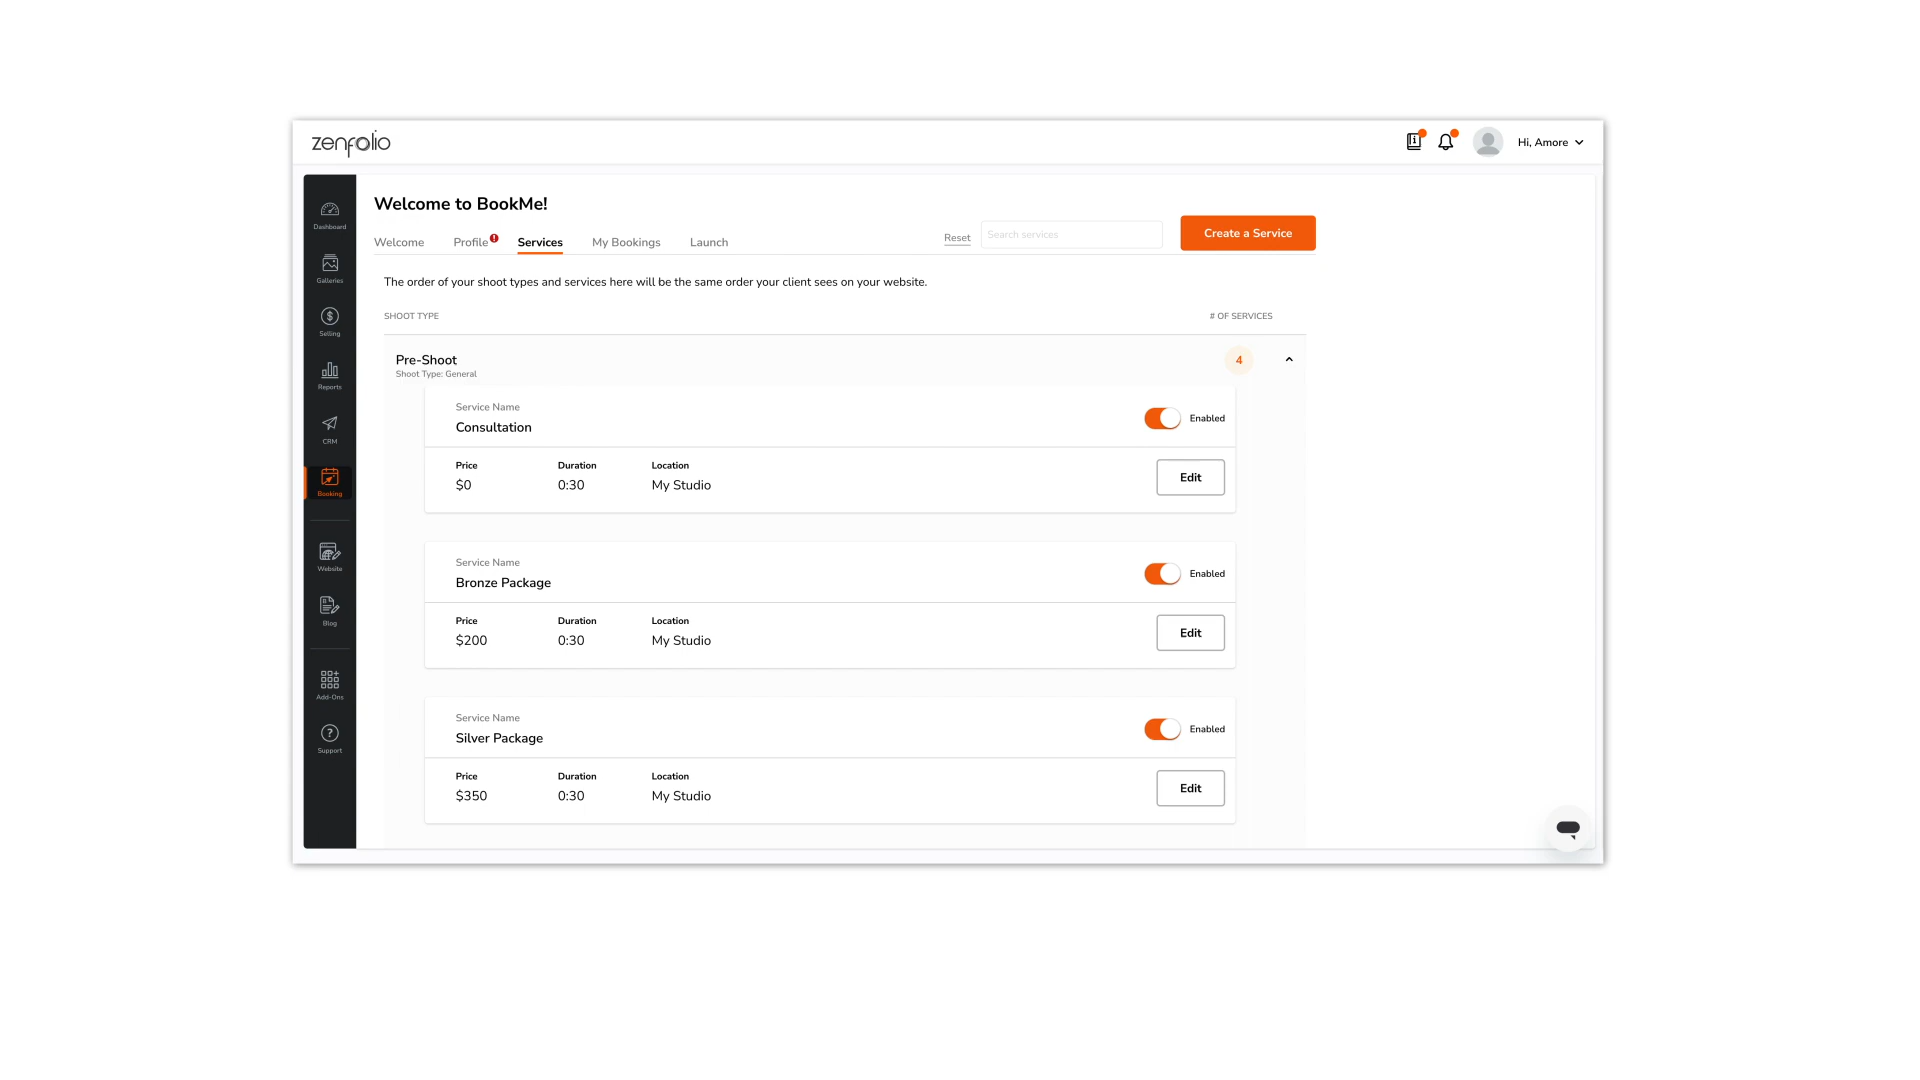 zenfolio
Hi, Amore
Dashboard
Galleries
Selling
Reports
CRM
Booking
Website
Blog
Add-Ons
Support
Welcome to BookMe!
Welcome Profile Services My Bookings Launch
Reset Search services Create a Service
The order of your shoot types and services here will be the same order your client sees on your website.
SHOOT TYPE # OF SERVICES
Pre-Shoot 4
Shoot Type: General
Service Name
Consultation Enabled
Price Duration Location
$0 0:30 My Studio Edit
Service Name
Bronze Package Enabled
Price Duration Location
$200 0:30 My Studio Edit
Service Name
Silver Package Enabled
Price Duration Location
$350 0:30 My Studio Edit